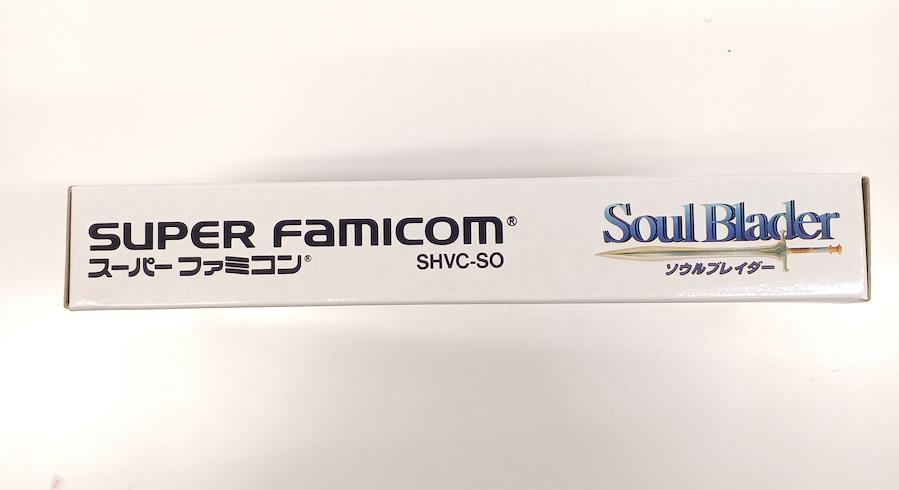 SUPER FAMICOM®
スーパーファミコン®
SHVC-SO
Soul Blader
ソウルブレイダー